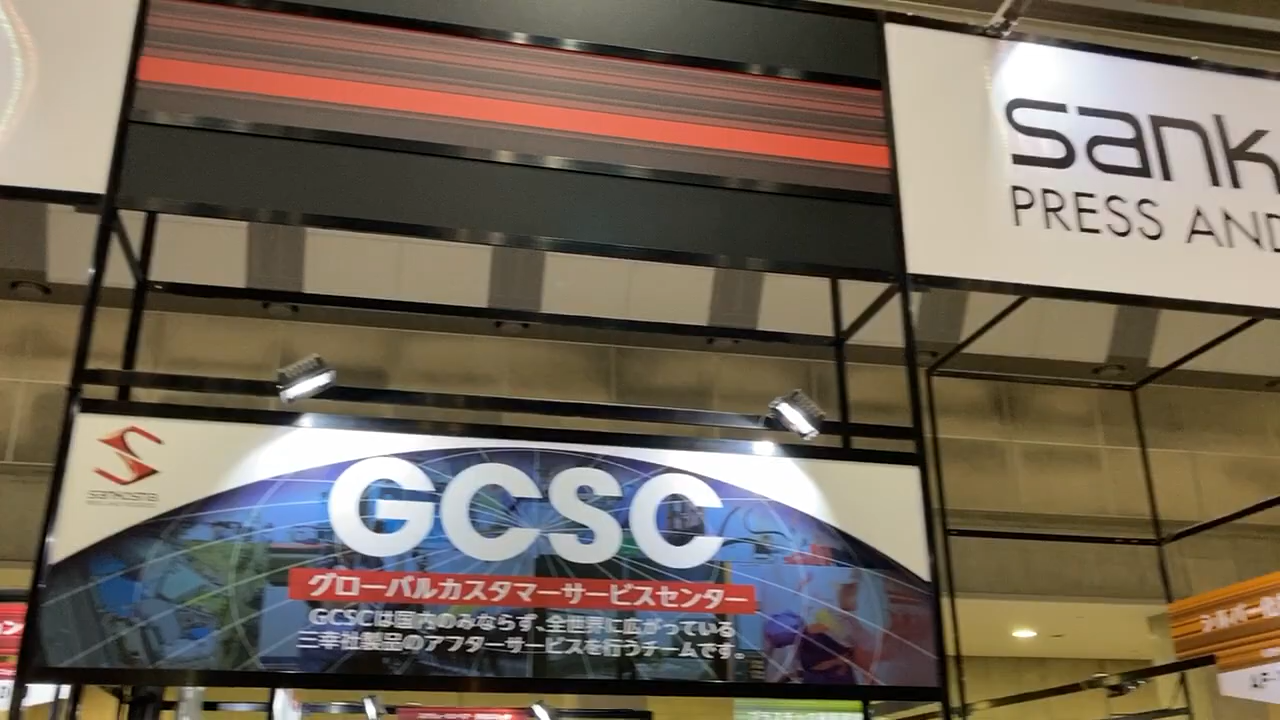 sank
PRESS AND
sankosha
GCSC
グローバルカスタマーサービスセンター
GCSCは国内のみならず、全世界に広がっている
三幸社製品のアフターサービスを行うチームです。